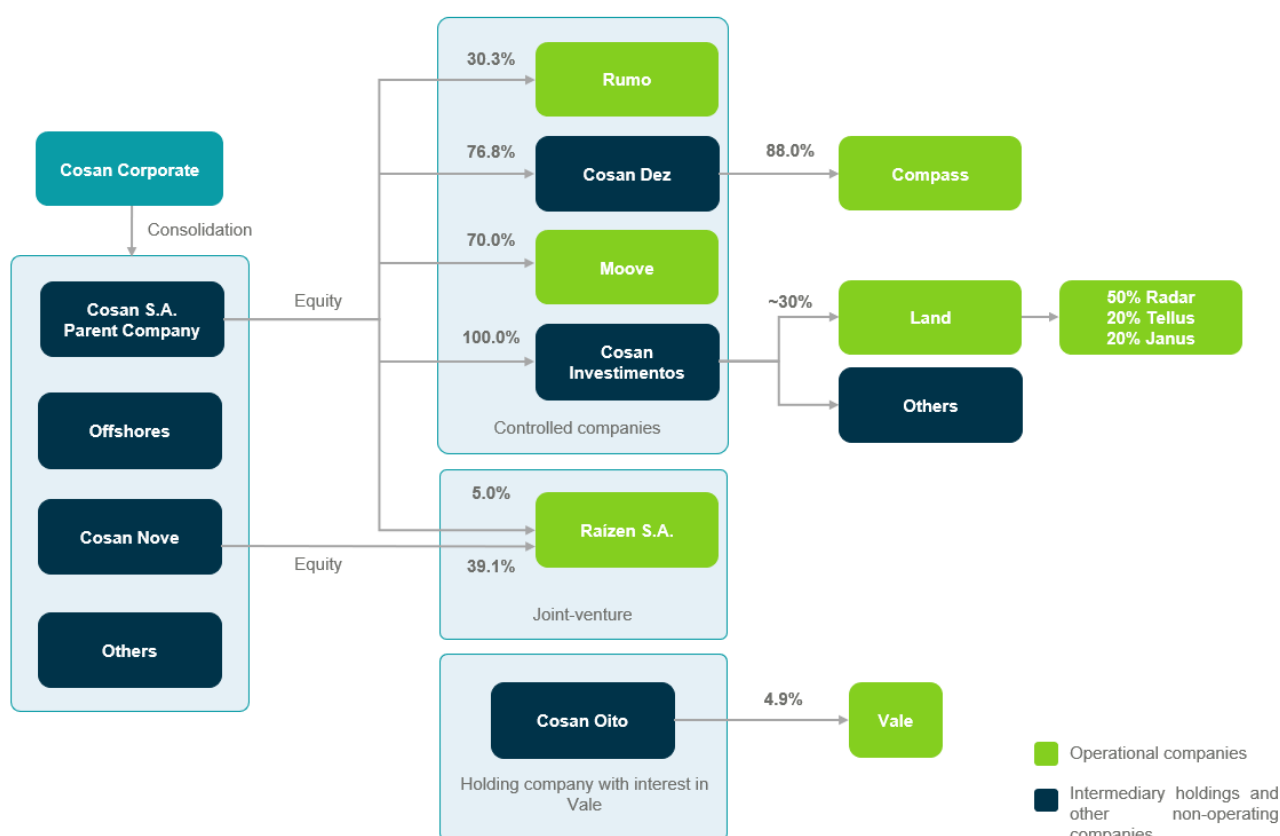 Cosan Corporate
Consolidation
Cosan S.A.
Parent Company
Offshores
Cosan Nove
Others
Equity
Equity
30.3%
Rumo
76.8%
Cosan Dez
88.0%
Compass
70.0%
Moove
100.0%
Cosan
Investimentos
~30%
Land
50% Radar
20% Tellus
20% Janus
Others
Controlled companies
5.0%
Raízen S.A.
39.1%
Joint-venture
Cosan Oito
4.9%
Vale
Holding company with interest in
Vale
Operational companies
Intermediary holdings and
other non-operating
companies